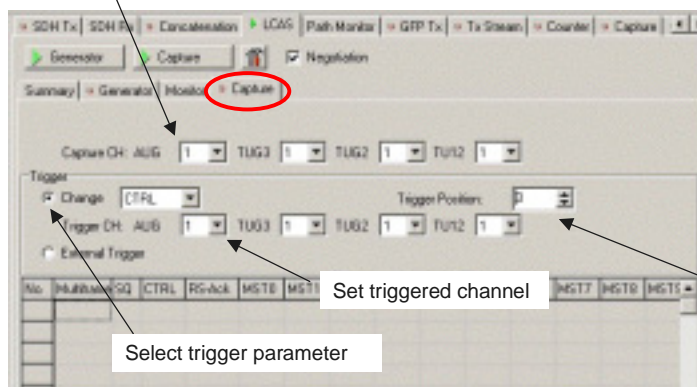 SDH Tx SDH Rx Concatenation LCAS Path Monitor GFP Tx Tx Stream Counter Capture
Generator Capture Negotiation
Summary Generator Monitor Capture
Capture CH: AUG 1 TUG3 1 TUG2 1 TU12 1
Trigger
Change CTRL Trigger Position: 0
Trigger CH: AUG 1 TUG3 1 TUG2 1 TU12 1
External Trigger
No. Multiframe SQ CTRL RS-Ack MST0 MST1 MST7 MST8 MST9
Set triggered channel
Select trigger parameter